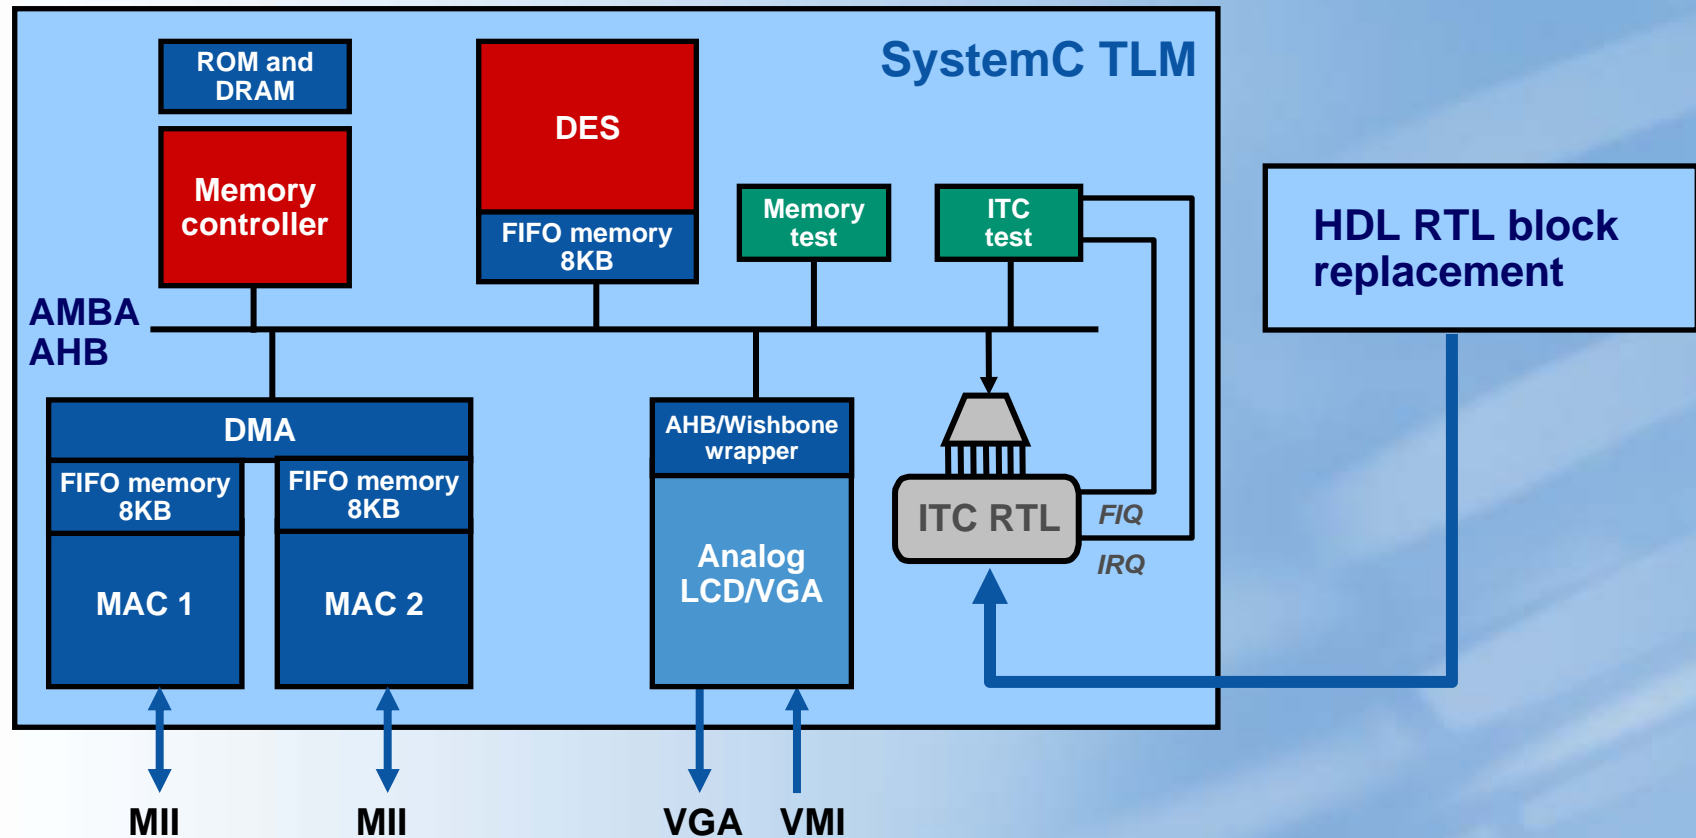 SystemC TLM
ROM and
DRAM
Memory
controller
DES
FIFO memory
8KB
Memory
test
ITC
test
HDL RTL block
replacement
AMBA
AHB
DMA
FIFO memory
8KB
MAC 1
FIFO memory
8KB
MAC 2
AHB/Wishbone
wrapper
Analog
LCD/VGA
ITC RTL
FIQ
IRQ
MII
MII
VGA
VMI